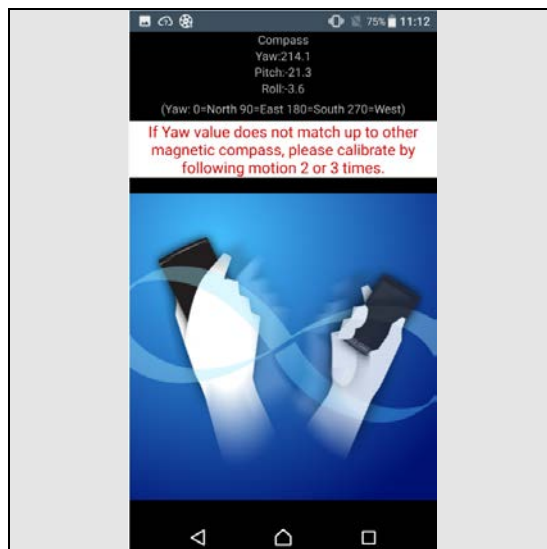 75% 11:12
Compass
Yaw:214.1
Pitch:-21.3
Roll:-3.6
(Yaw: 0=North 90=East 180=South 270=West)
If Yaw value does not match up to other
magnetic compass, please calibrate by
following motion 2 or 3 times.